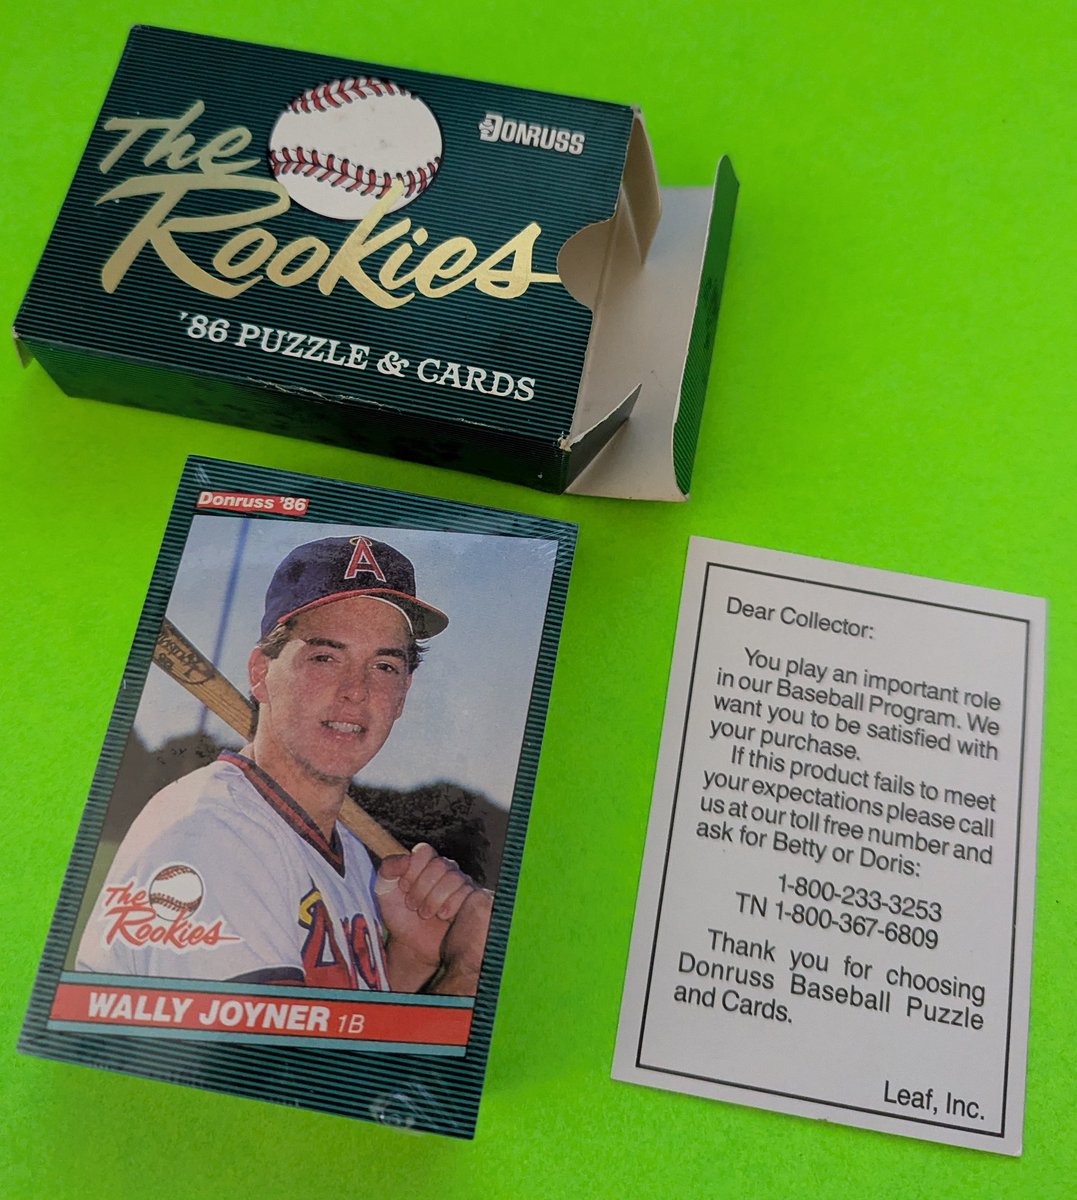 The
Rookies
DONRUSS
'86 PUZZLE & CARDS
Donruss '86
A
The
Rookies
WALLY JOYNER 1B
Dear Collector:
You play an important role
in our Baseball Program. We
want you to be satisfied with
your purchase.
If this product fails to meet
your expectations please call
us at our toll free number and
ask for Betty or Doris:
1-800-233-3253
TN 1-800-367-6809
Thank you for choosing
Donruss Baseball Puzzle
and Cards.
Leaf, Inc.